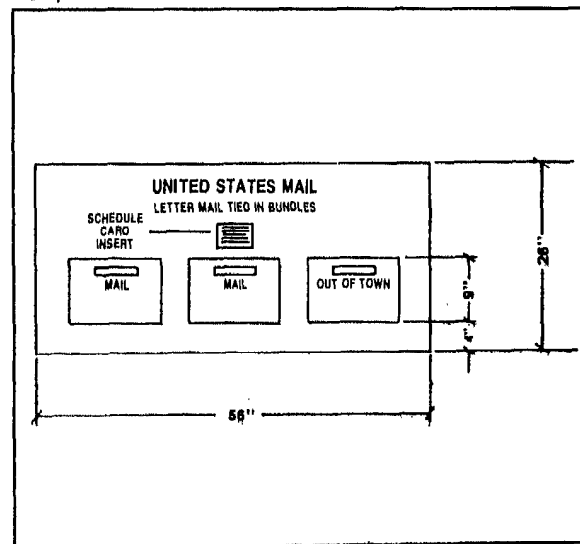 UNITED STATES MAIL
LETTER MAIL TIED IN BUNDLES
SCHEDULE
CARD
INSERT
MAIL
MAIL
OUT OF TOWN
26"
9"
4"
56"